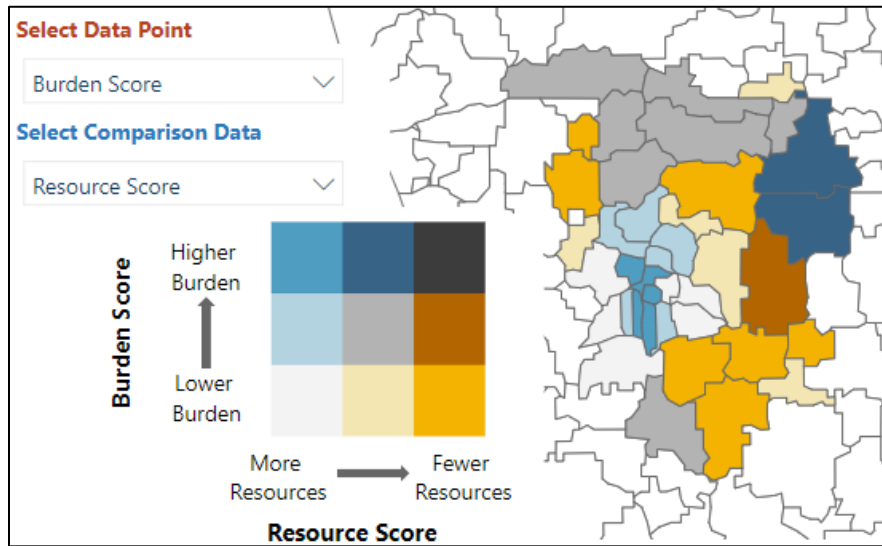 Select Data Point
Burden Score
Select Comparison Data
Resource Score
Burden Score
Higher
Burden
Lower
Burden
More
Resources
Fewer
Resources
Resource Score